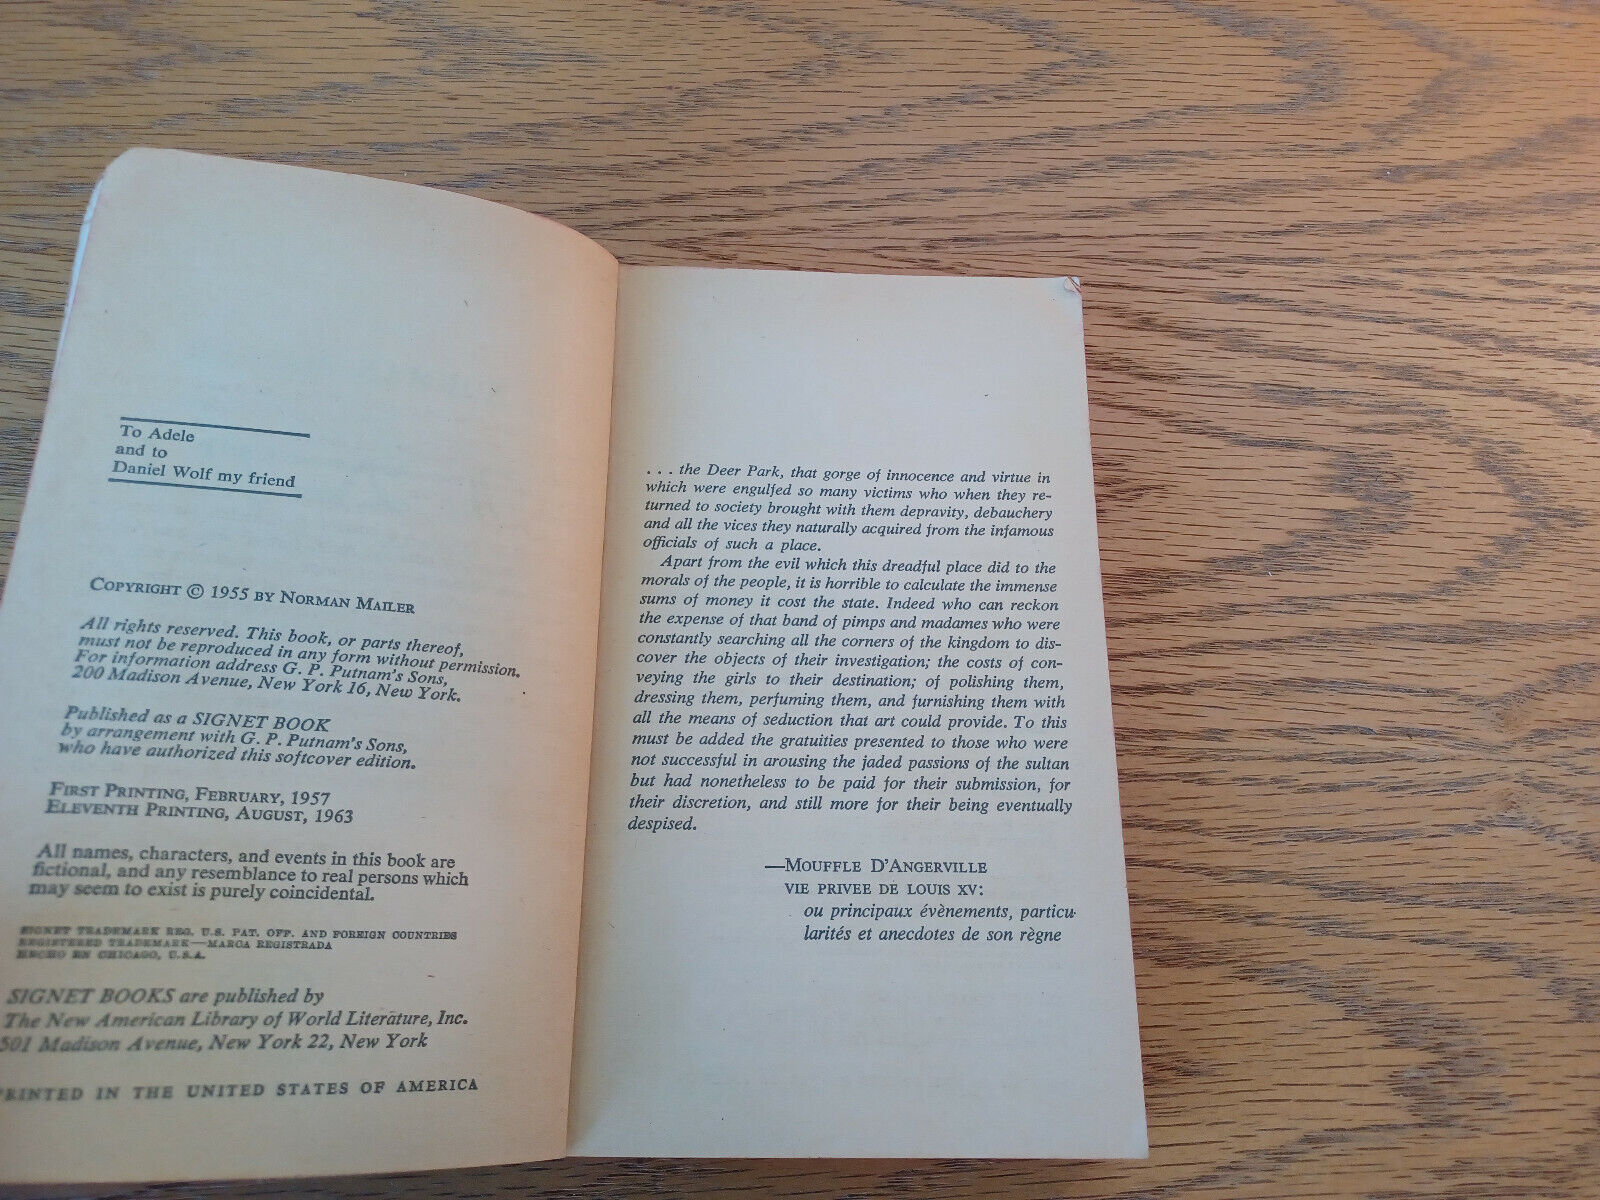 To Adele
and to
Daniel Wolf my friend
COPYRIGHT © 1955 BY NORMAN MAILER
All rights reserved. This book, or parts thereof,
must not be reproduced in any form without permission.
For information address G. P. Putnam's Sons,
200 Madison Avenue, New York 16, New York.
Published as a SIGNET BOOK
by arrangement with G. P. Putnam's Sons,
who have authorized this softcover edition.
FIRST PRINTING, FEBRUARY, 1957
ELEVENTH PRINTING, AUGUST, 1963
All names, characters, and events in this book are
fictional, and any resemblance to real persons which
may seem to exist is purely coincidental.
SIGNET TRADEMARK REG. U.S. PAT. OFF. AND FOREIGN COUNTRIES
REGISTERED TRADEMARK—MARCA REGISTRADA
HECHO EN CHICAGO, U.S.A.
SIGNET BOOKS are published by
The New American Library of World Literature, Inc.
501 Madison Avenue, New York 22, New York
PRINTED IN THE UNITED STATES OF AMERICA
. . . the Deer Park, that gorge of innocence and virtue in
which were engulfed so many victims who when they re-
turned to society brought with them depravity, debauchery
and all the vices they naturally acquired from the infamous
officials of such a place.
Apart from the evil which this dreadful place did to the
morals of the people, it is horrible to calculate the immense
sums of money it cost the state. Indeed who can reckon
the expense of that band of pimps and madames who were
constantly searching all the corners of the kingdom to dis-
cover the objects of their investigation; the costs of con-
veying the girls to their destination; of polishing them,
dressing them, perfuming them, and furnishing them with
all the means of seduction that art could provide. To this
must be added the gratuities presented to those who were
not successful in arousing the jaded passions of the sultan
but had nonetheless to be paid for their submission, for
their discretion, and still more for their being eventually
despised.
—MOUFFLE D'ANGERVILLE
VIE PRIVEE DE LOUIS XV:
ou principaux évènements, particu-
larités et anecdotes de son règne